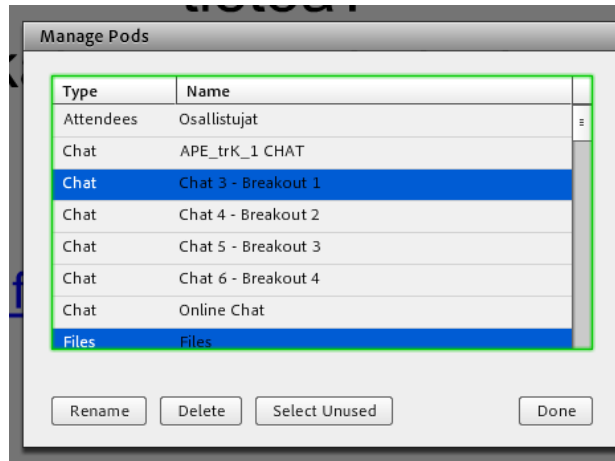 Manage Pods
Type Name
Attendees Osallistujat
Chat APE_trK_1 CHAT
Chat Chat 3 - Breakout 1
Chat Chat 4 - Breakout 2
Chat Chat 5 - Breakout 3
Chat Chat 6 - Breakout 4
Chat Online Chat
Files Files
Rename Delete Select Unused Done